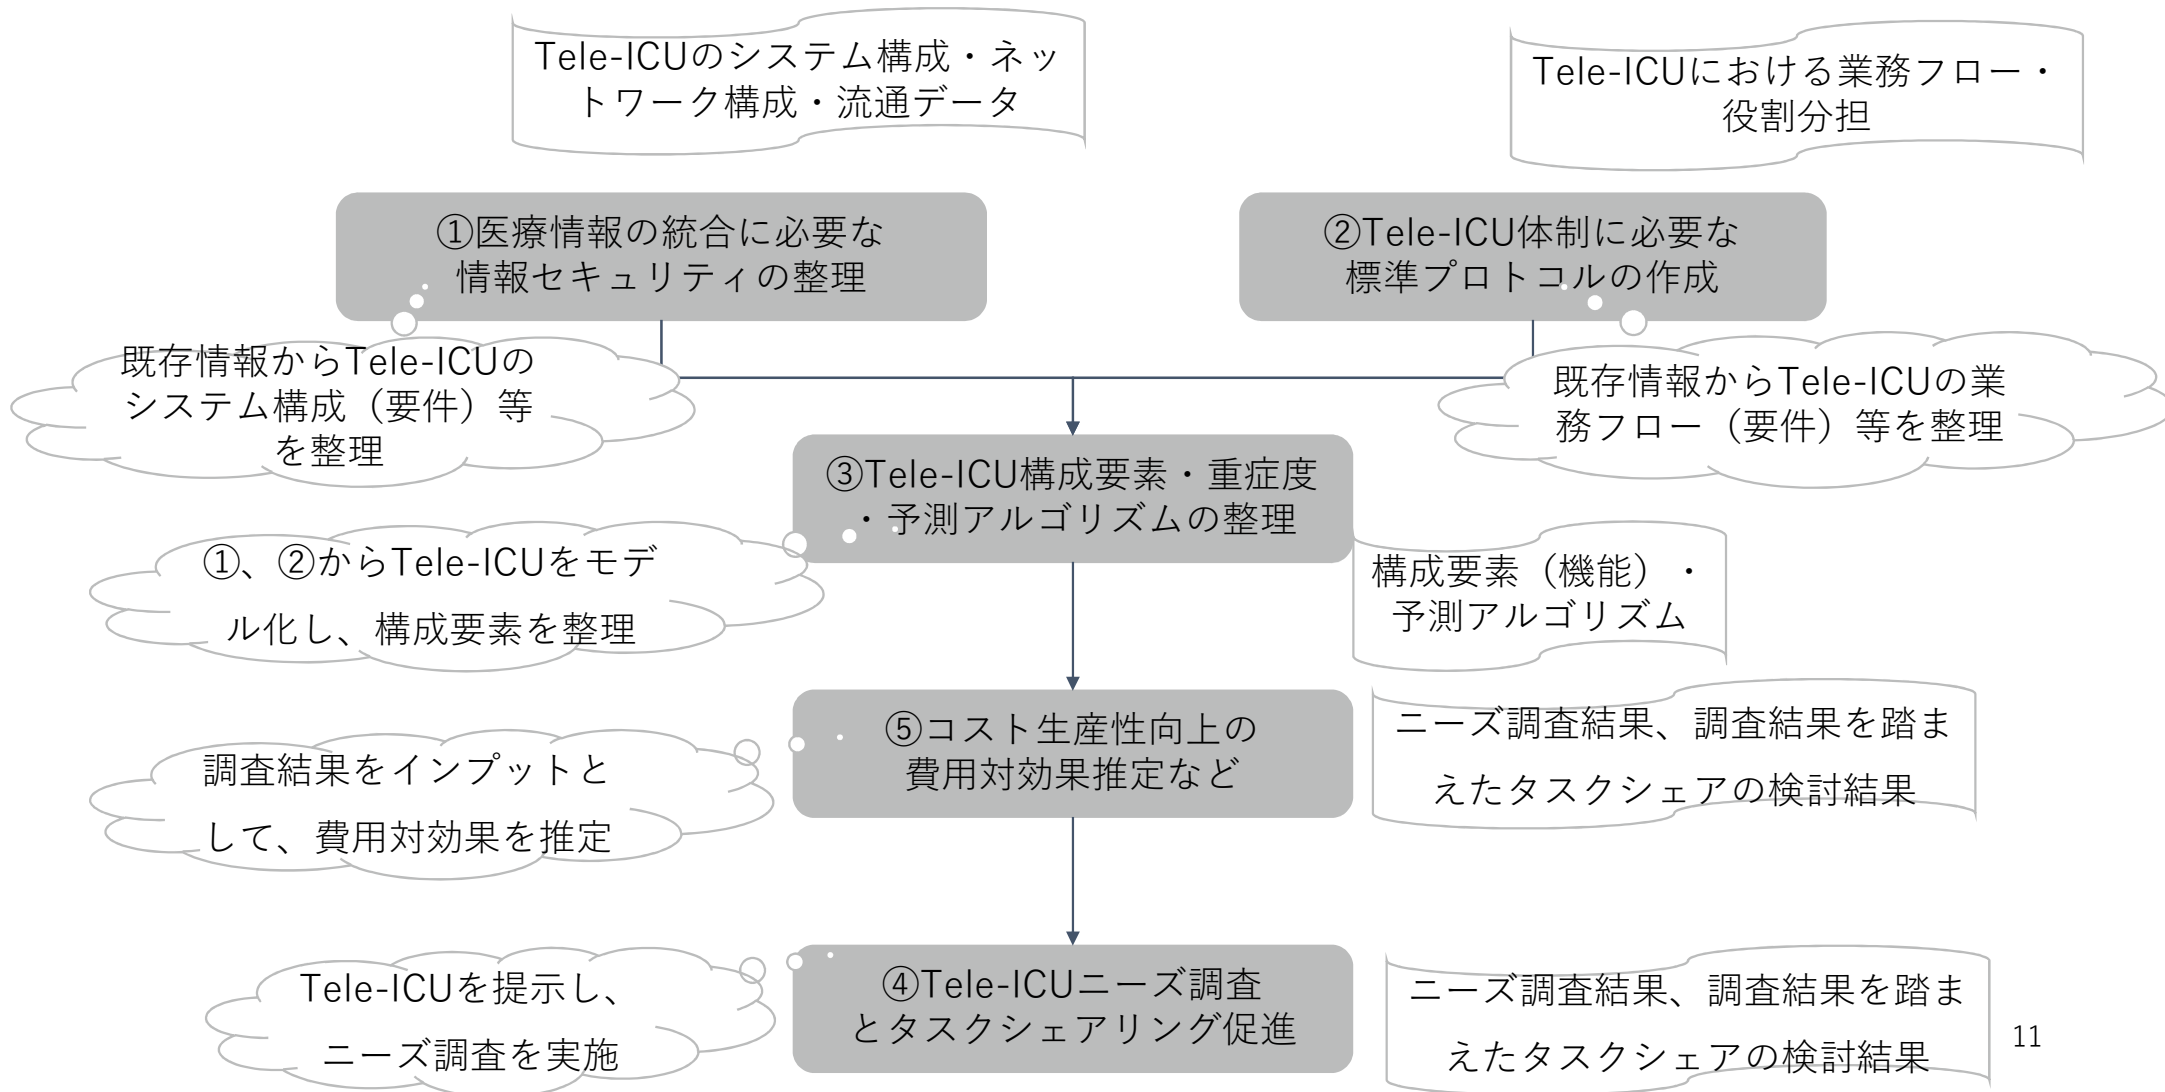 Tele-ICUのシステム構成・ネッ
トワーク構成・流通データ
Tele-ICUにおける業務フロー・
役割分担
①医療情報の統合に必要な
情報セキュリティの整理
②Tele-ICU体制に必要な
標準プロトコルの作成
既存情報からTele-ICUの
システム構成（要件）等
を整理
既存情報からTele-ICUの業
務フロー（要件）等を整理
③Tele-ICU構成要素・重症度
・予測アルゴリズムの整理
①、②からTele-ICUをモデ
ル化し、構成要素を整理
構成要素（機能）・
予測アルゴリズム
⑤コスト生産性向上の
費用対効果推定など
調査結果をインプットと
して、費用対効果を推定
ニーズ調査結果、調査結果を踏ま
えたタスクシェアの検討結果
④Tele-ICUニーズ調査
とタスクシェアリング促進
Tele-ICUを提示し、
ニーズ調査を実施
ニーズ調査結果、調査結果を踏ま
えたタスクシェアの検討結果
11